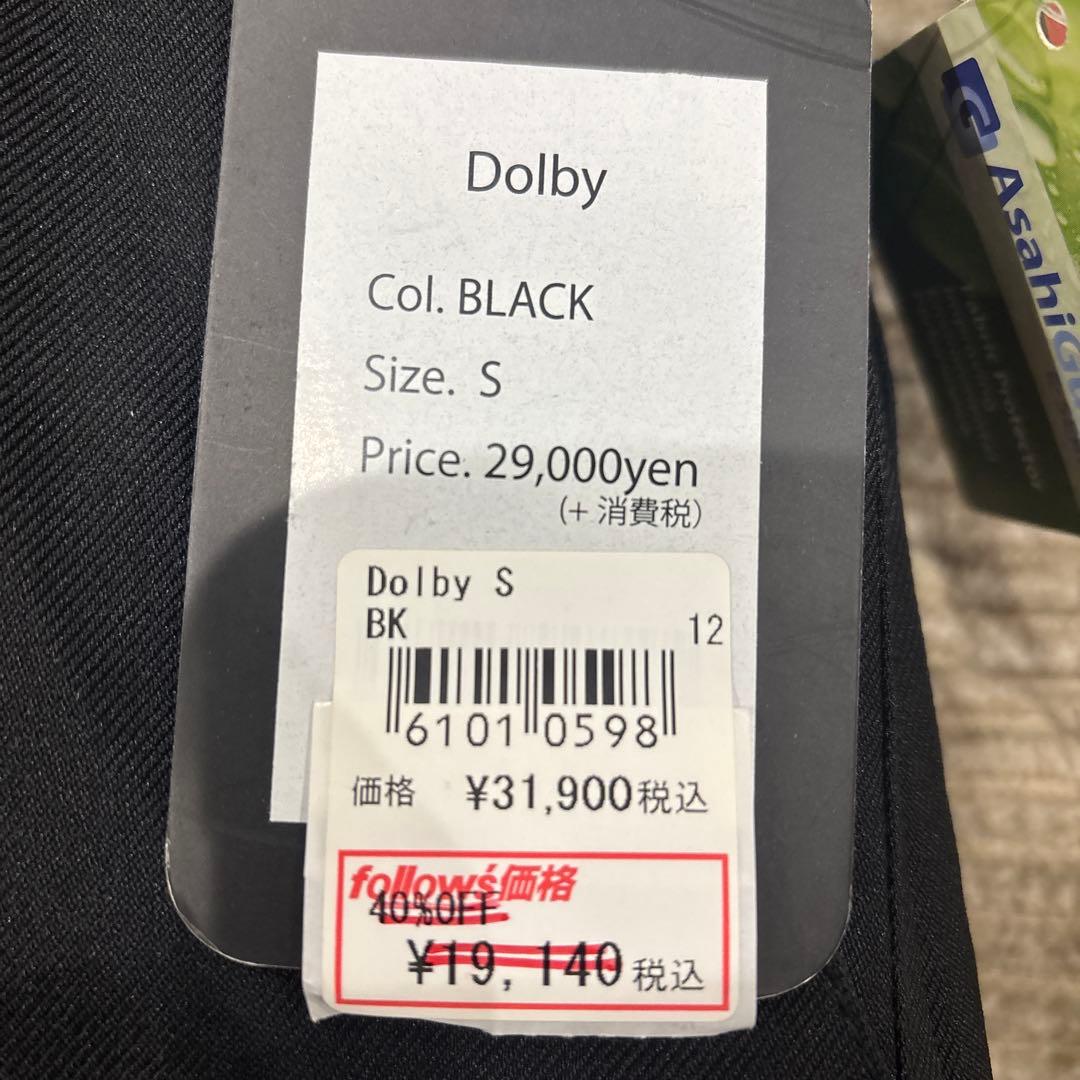 Dolby
Col. BLACK
Size. S
Price. 29,000yen
(+ 消費税)
Dolby S
BK 12
6101 0598
価格 ¥31,900税込
follows価格
40%OFF
¥19,140税込
G AsahiGu
Fabric Protector